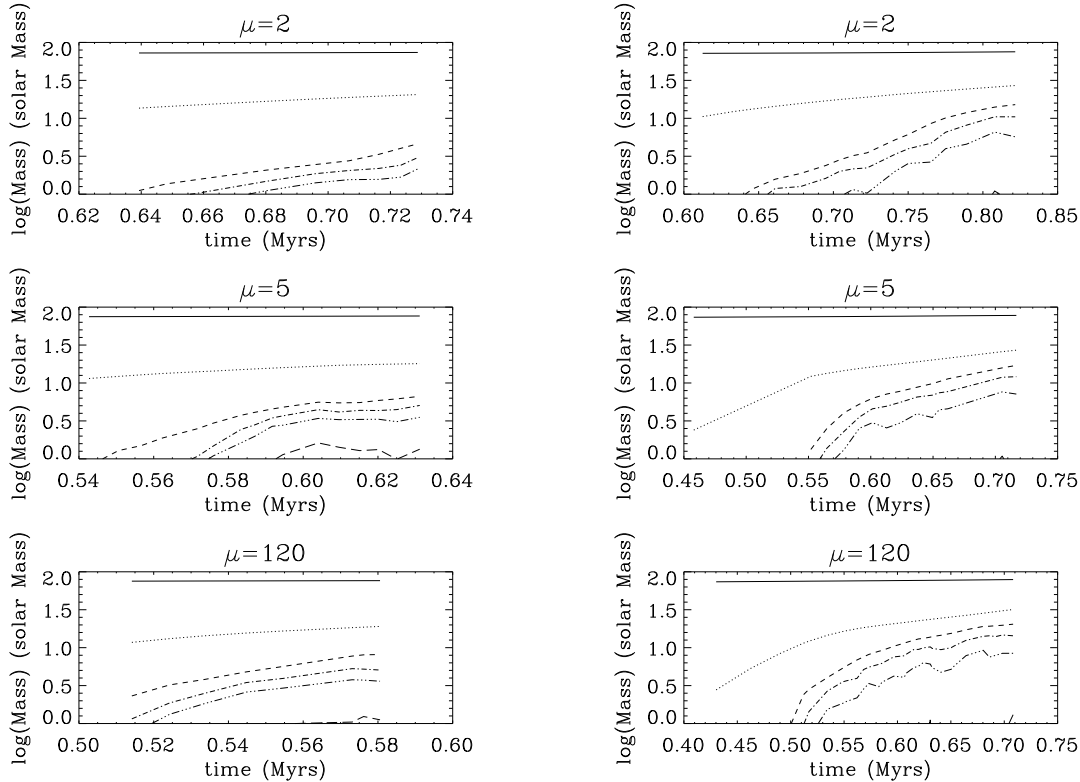 μ=2
log(Mass) (solar Mass)
2.0
1.5
1.0
0.5
0.0
0.62 0.64 0.66 0.68 0.70 0.72 0.74
time (Myrs)
μ=2
log(Mass) (solar Mass)
2.0
1.5
1.0
0.5
0.0
0.60 0.65 0.70 0.75 0.80 0.85
time (Myrs)
μ=5
log(Mass) (solar Mass)
2.0
1.5
1.0
0.5
0.0
0.54 0.56 0.58 0.60 0.62 0.64
time (Myrs)
μ=5
log(Mass) (solar Mass)
2.0
1.5
1.0
0.5
0.0
0.45 0.50 0.55 0.60 0.65 0.70 0.75
time (Myrs)
μ=120
log(Mass) (solar Mass)
2.0
1.5
1.0
0.5
0.0
0.50 0.52 0.54 0.56 0.58 0.60
time (Myrs)
μ=120
log(Mass) (solar Mass)
2.0
1.5
1.0
0.5
0.0
0.40 0.45 0.50 0.55 0.60 0.65 0.70 0.75
time (Myrs)